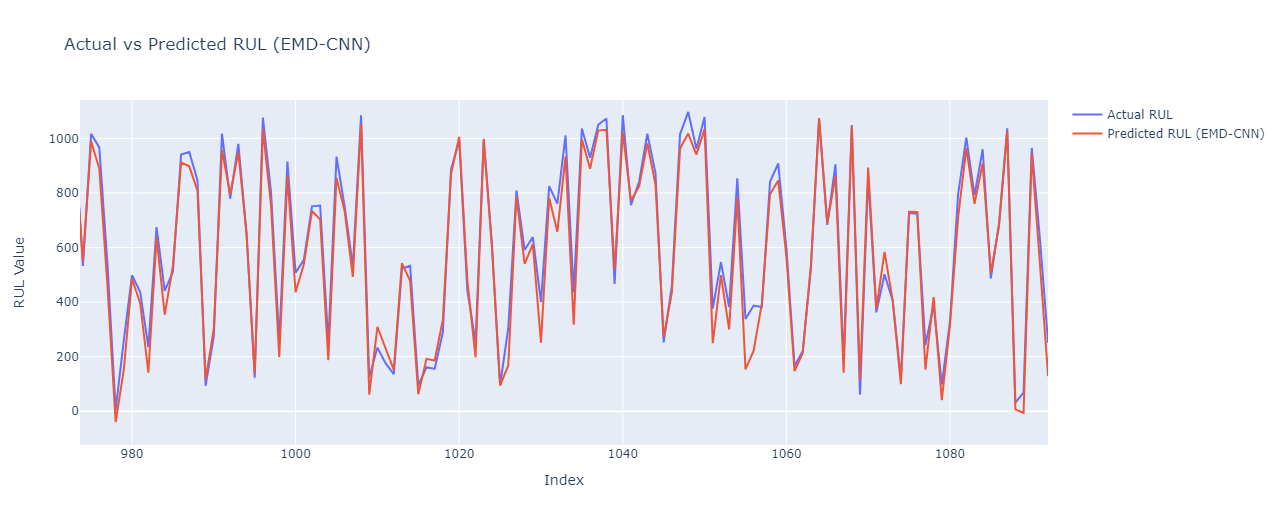 Actual vs Predicted RUL (EMD-CNN)
Actual RUL
Predicted RUL (EMD-CNN)
RUL Value
1000
800
600
400
200
0
980
1000
1020
1040
1060
1080
Index